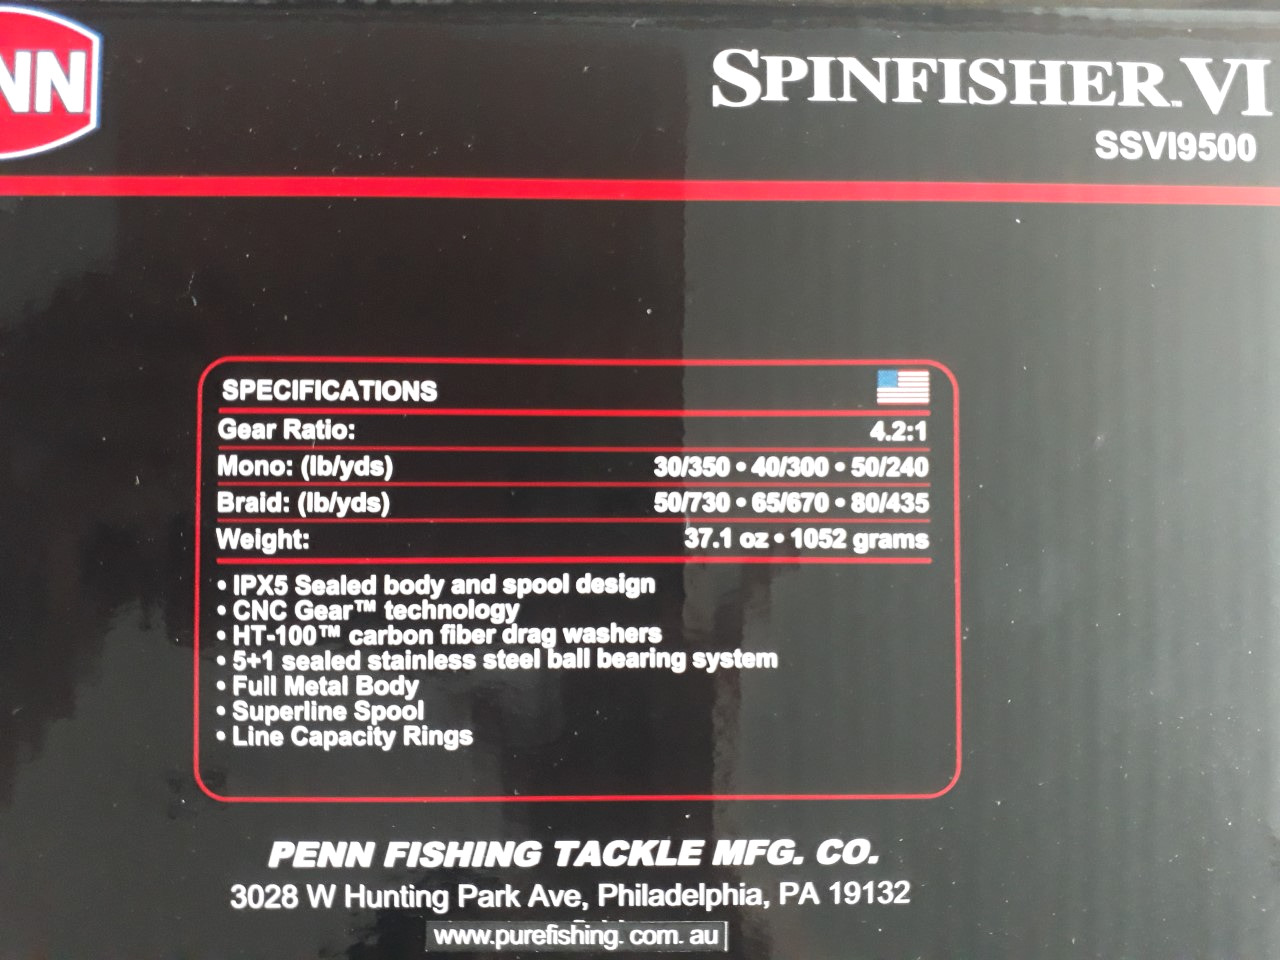 NN
SPINFISHER™ VI
SSVI9500
SPECIFICATIONS
Gear Ratio: 4.2:1
Mono: (lb/yds) 30/350 • 40/300 • 50/240
Braid: (lb/yds) 50/730 • 65/670 • 80/435
Weight: 37.1 oz • 1052 grams
• IPX5 Sealed body and spool design
• CNC Gear™ technology
• HT-100™ carbon fiber drag washers
• 5+1 sealed stainless steel ball bearing system
• Full Metal Body
• Superline Spool
• Line Capacity Rings
PENN FISHING TACKLE MFG. CO.
3028 W Hunting Park Ave, Philadelphia, PA 19132
www.purefishing. com. au